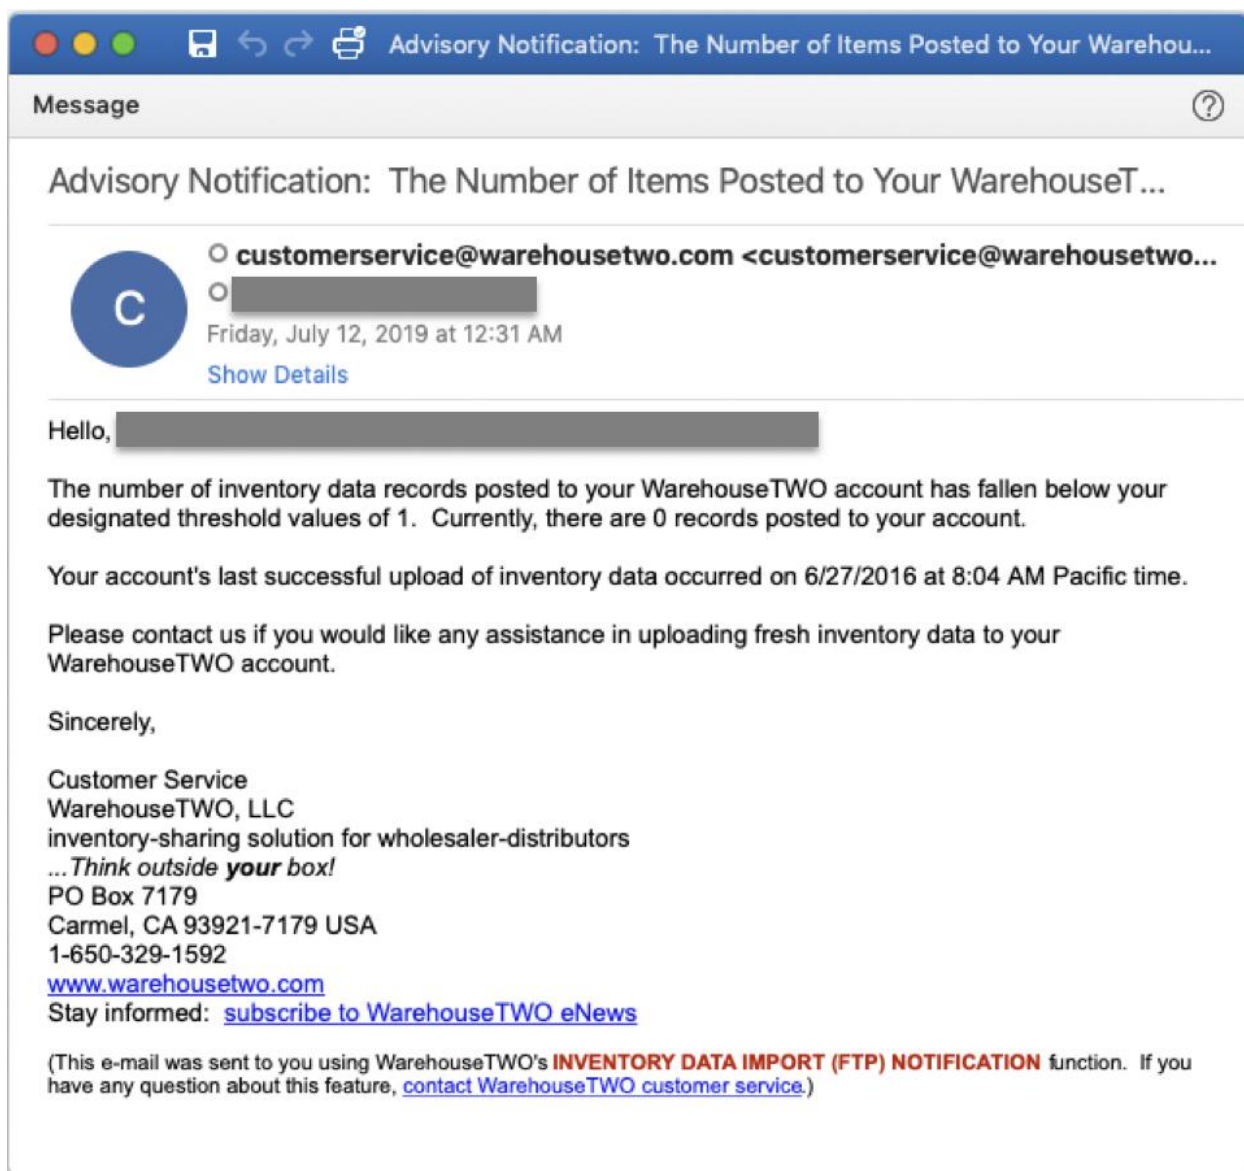 Advisory Notification: The Number of Items Posted to Your Warehou...
Message
Advisory Notification: The Number of Items Posted to Your WarehouseT...
customerservice@warehousetwo.com <customerservice@warehousetwo...
C
Friday, July 12, 2019 at 12:31 AM
Show Details
Hello,
The number of inventory data records posted to your WarehouseTWO account has fallen below your
designated threshold values of 1.  Currently, there are 0 records posted to your account.
Your account's last successful upload of inventory data occurred on 6/27/2016 at 8:04 AM Pacific time.
Please contact us if you would like any assistance in uploading fresh inventory data to your
WarehouseTWO account.
Sincerely,
Customer Service
WarehouseTWO, LLC
inventory-sharing solution for wholesaler-distributors
...Think outside your box!
PO Box 7179
Carmel, CA 93921-7179 USA
1-650-329-1592
www.warehousetwo.com
Stay informed:  subscribe to WarehouseTWO eNews
(This e-mail was sent to you using WarehouseTWO's INVENTORY DATA IMPORT (FTP) NOTIFICATION function.  If you
have any question about this feature, contact WarehouseTWO customer service.)